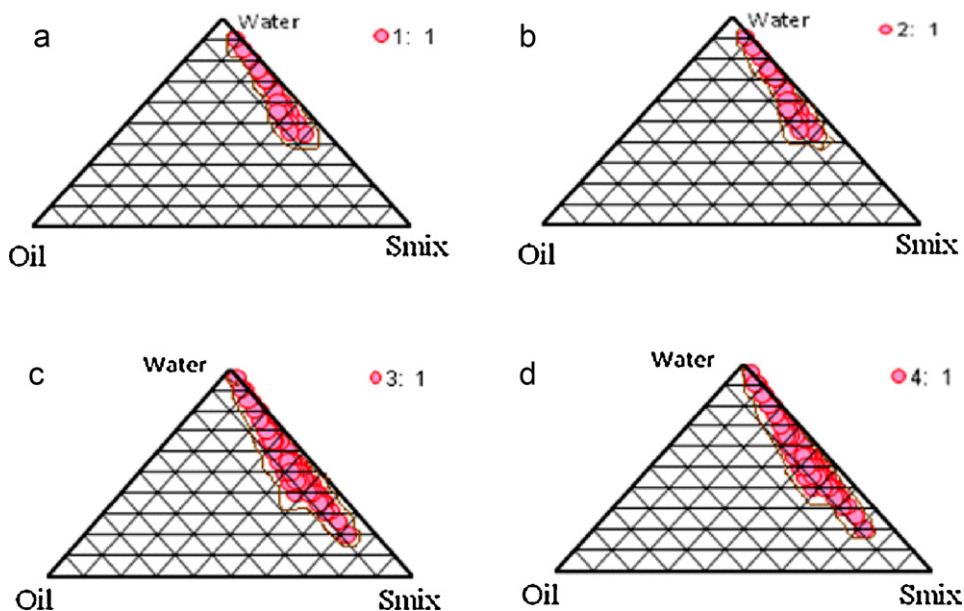 a
Water
1: 1
Oil
Smix
b
Water
2: 1
Oil
Smix
c
Water
3: 1
Oil
Smix
d
Water
4: 1
Oil
Smix